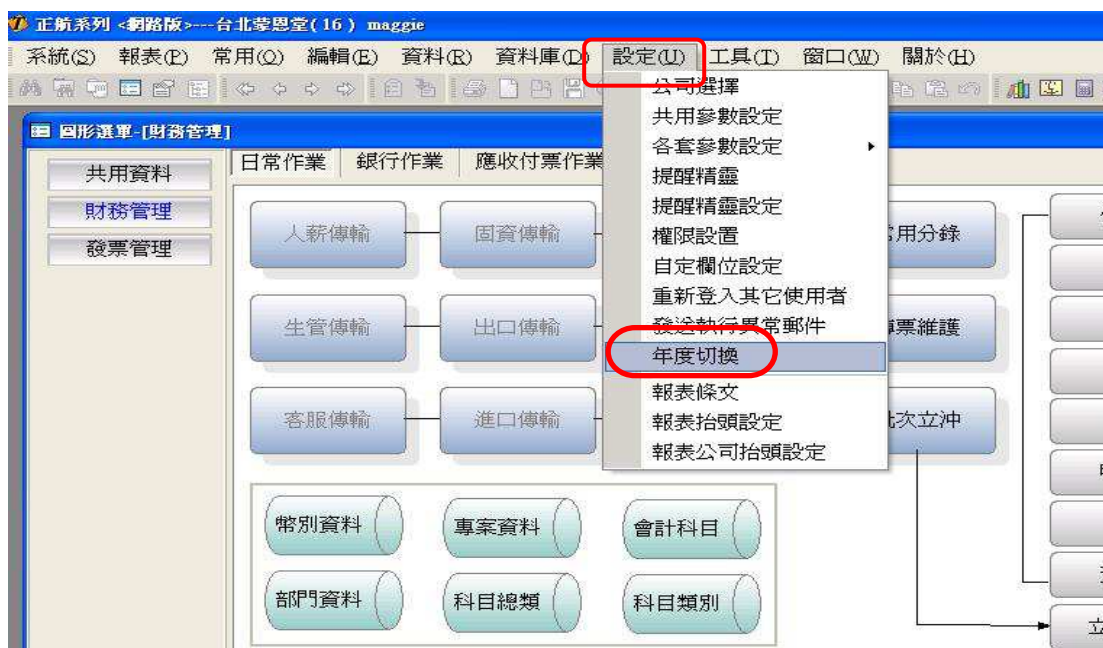 正航系列 <網路版>---台北蒙恩堂(16) maggie
系統(S) 報表(P) 常用(O) 編輯(E) 資料(R) 資料庫(D) 設定(U) 工具(T) 窗口(W) 關於(H)
圖形選單-[財務管理]
共用資料
財務管理
發票管理
日常作業 銀行作業 應收付票作業
公司選擇
共用參數設定
各套參數設定
提醒精靈
提醒精靈設定
權限設置
自定欄位設定
重新登入其它使用者
發送執行異常郵件
年度切換
報表條文
報表抬頭設定
報表公司抬頭設定
人薪傳輸 固資傳輸 用分錄
生管傳輸 出口傳輸 票維護
客服傳輸 進口傳輸 次立沖
幣別資料 專案資料 會計科目
部門資料 科目總類 科目類別
立